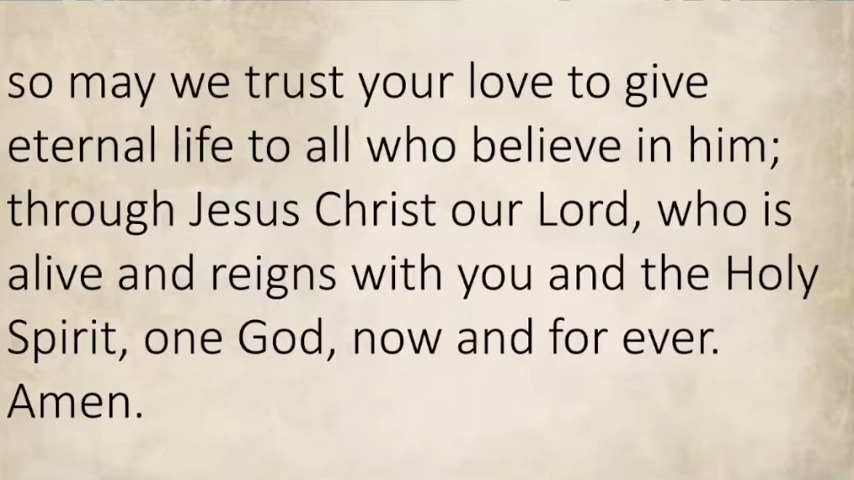 so may we trust your love to give
eternal life to all who believe in him;
through Jesus Christ our Lord, who is
alive and reigns with you and the Holy
Spirit, one God, now and for ever.
Amen.